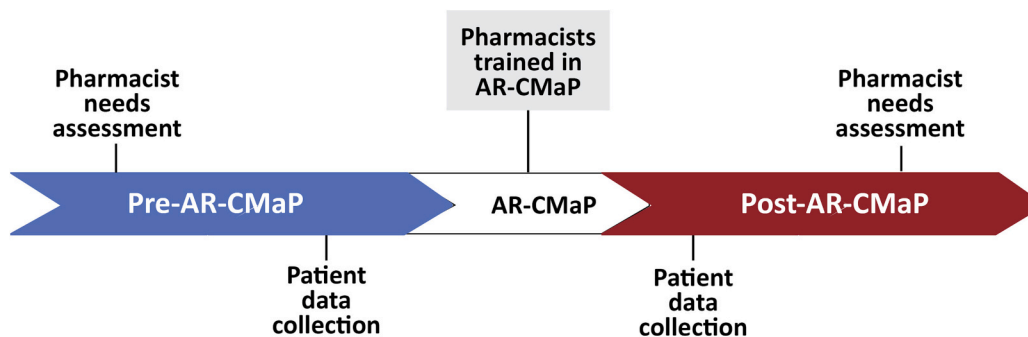 Pharmacist
needs
assessment
Pharmacists
trained in
AR-CMaP
Pharmacist
needs
assessment
Pre-AR-CMaP
AR-CMaP
Post-AR-CMaP
Patient
data
collection
Patient
data
collection